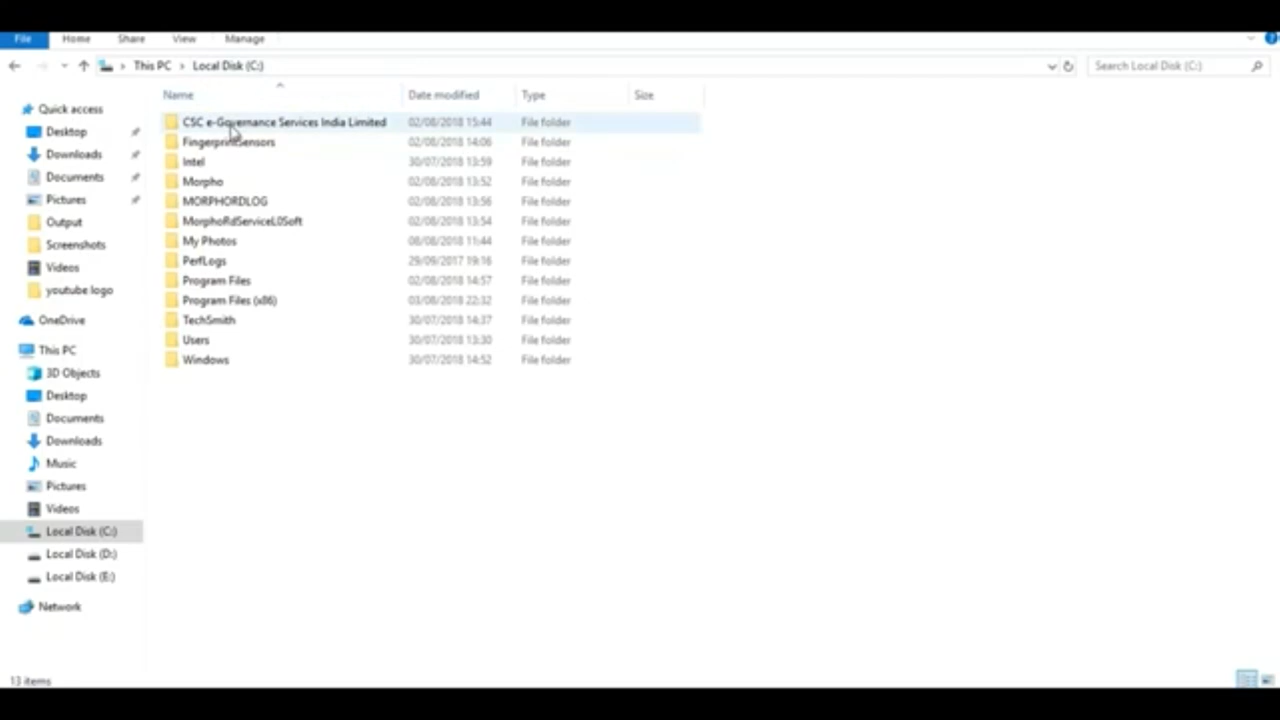 File Home Share View Manage
This PC Local Disk (C:) Search Local Disk (C:)
Name Date modified Type Size
Quick access
Desktop
Downloads
Documents
Pictures
Output
Screenshots
Videos
youtube logo
OneDrive
This PC
3D Objects
Desktop
Documents
Downloads
Music
Pictures
Videos
Local Disk (C:)
Local Disk (D:)
Local Disk (E:)
Network
CSC e-Governance Services India Limited 02/08/2018 15:44 File folder
FingerprintSensors 02/08/2018 14:06 File folder
Intel 30/07/2018 13:59 File folder
Morpho 02/08/2018 13:52 File folder
MORPHORDLOG 02/08/2018 13:56 File folder
MorphoRdServiceL0Soft 02/08/2018 13:54 File folder
My Photos 08/08/2018 11:44 File folder
PerfLogs 29/09/2017 19:16 File folder
Program Files 02/08/2018 14:57 File folder
Program Files (x86) 03/08/2018 22:32 File folder
TechSmith 30/07/2018 14:37 File folder
Users 30/07/2018 13:30 File folder
Windows 30/07/2018 14:52 File folder
13 items